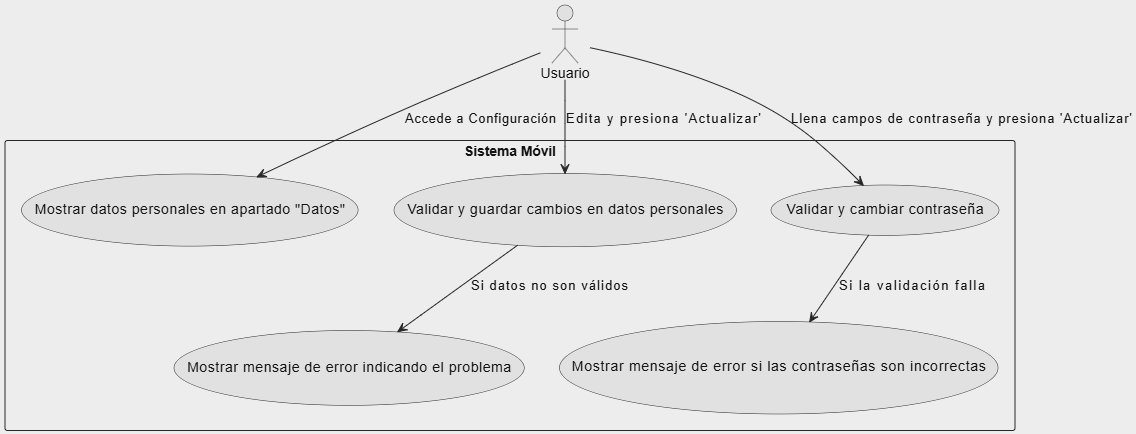 Usuario
Accede a Configuración
Edita y presiona 'Actualizar'
Llena campos de contraseña y presiona 'Actualizar'
Sistema Móvil
Mostrar datos personales en apartado "Datos"
Validar y guardar cambios en datos personales
Validar y cambiar contraseña
Si datos no son válidos
Si la validación falla
Mostrar mensaje de error indicando el problema
Mostrar mensaje de error si las contraseñas son incorrectas